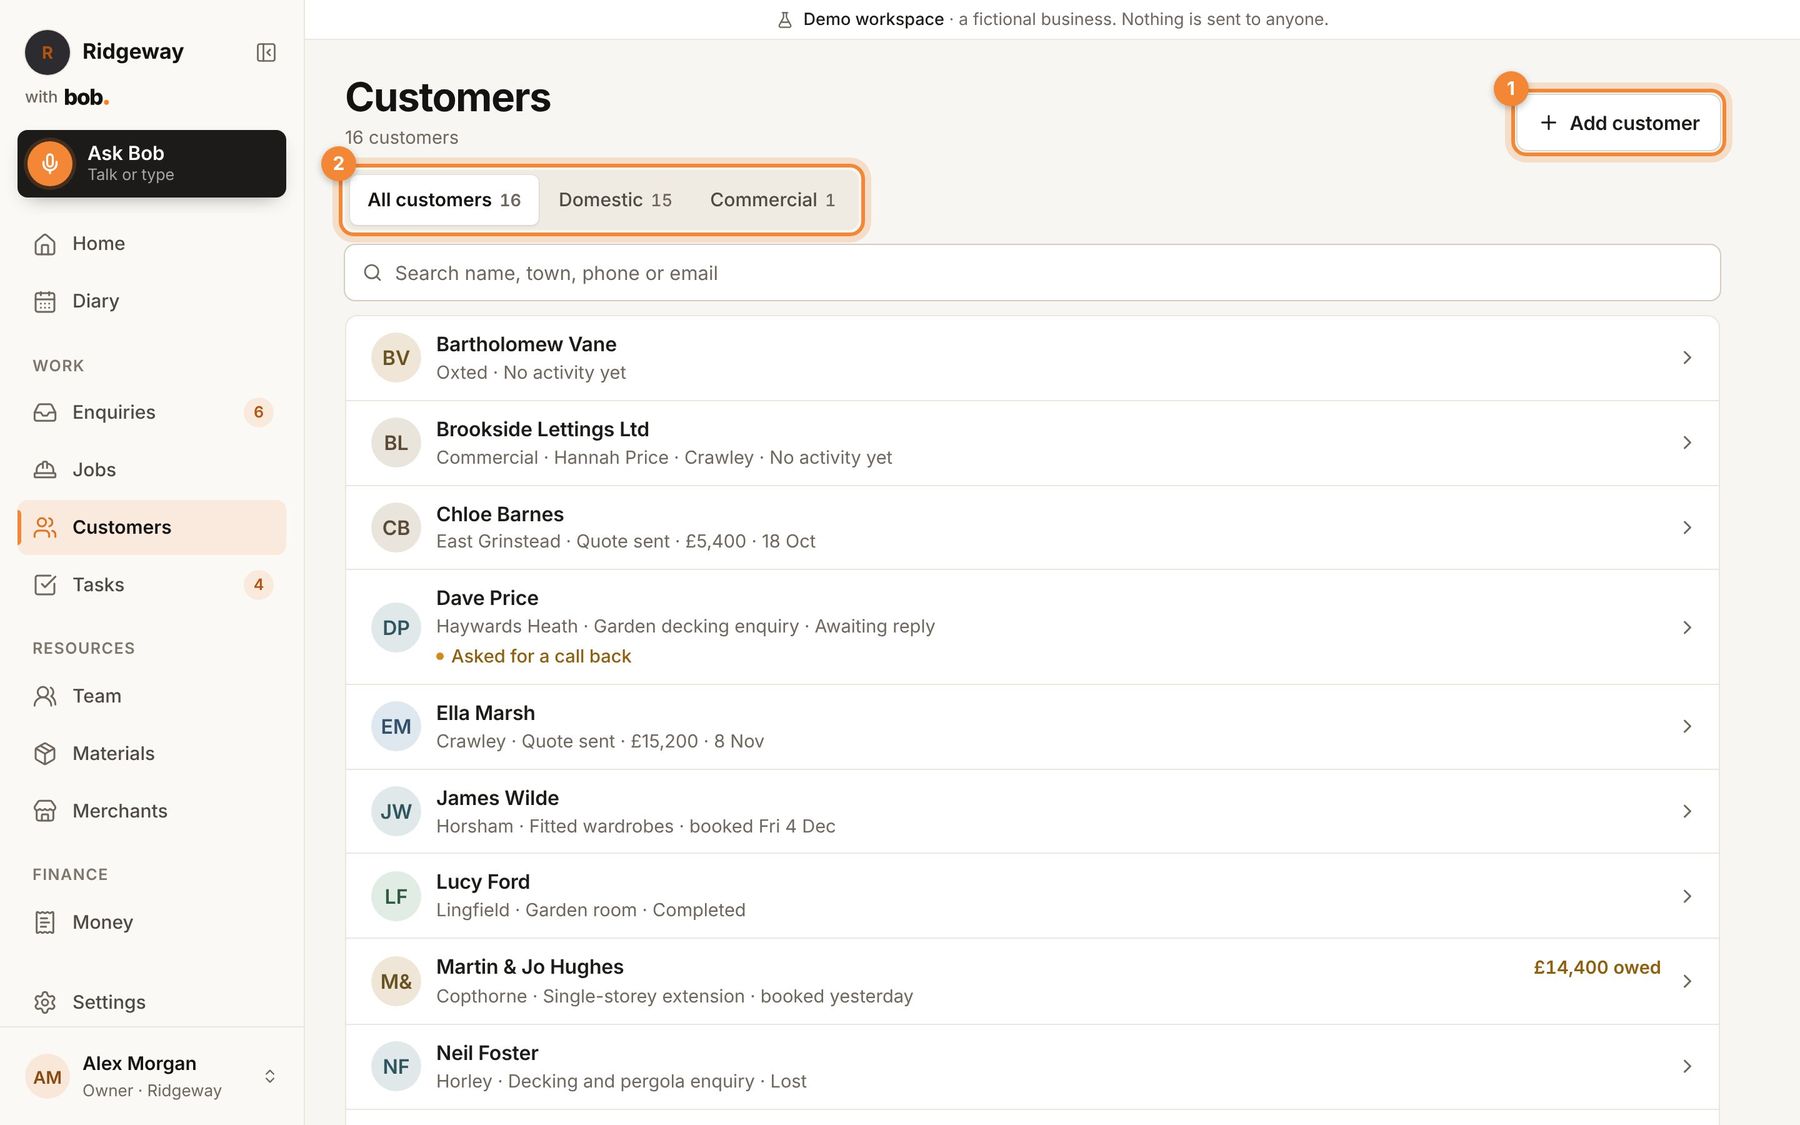 Demo workspace · a fictional business. Nothing is sent to anyone.
R
Ridgeway
with bob.
Ask Bob
Talk or type
Home
Diary
WORK
Enquiries 6
Jobs
Customers
Tasks 4
RESOURCES
Team
Materials
Merchants
FINANCE
Money
Settings
AM
Alex Morgan
Owner · Ridgeway
Customers
16 customers
1
+ Add customer
2
All customers 16 Domestic 15 Commercial 1
Search name, town, phone or email
BV
Bartholomew Vane
Oxted · No activity yet
BL
Brookside Lettings Ltd
Commercial · Hannah Price · Crawley · No activity yet
CB
Chloe Barnes
East Grinstead · Quote sent · £5,400 · 18 Oct
DP
Dave Price
Haywards Heath · Garden decking enquiry · Awaiting reply
Asked for a call back
EM
Ella Marsh
Crawley · Quote sent · £15,200 · 8 Nov
JW
James Wilde
Horsham · Fitted wardrobes · booked Fri 4 Dec
LF
Lucy Ford
Lingfield · Garden room · Completed
M&
Martin & Jo Hughes
£14,400 owed
Copthorne · Single-storey extension · booked yesterday
NF
Neil Foster
Horley · Decking and pergola enquiry · Lost